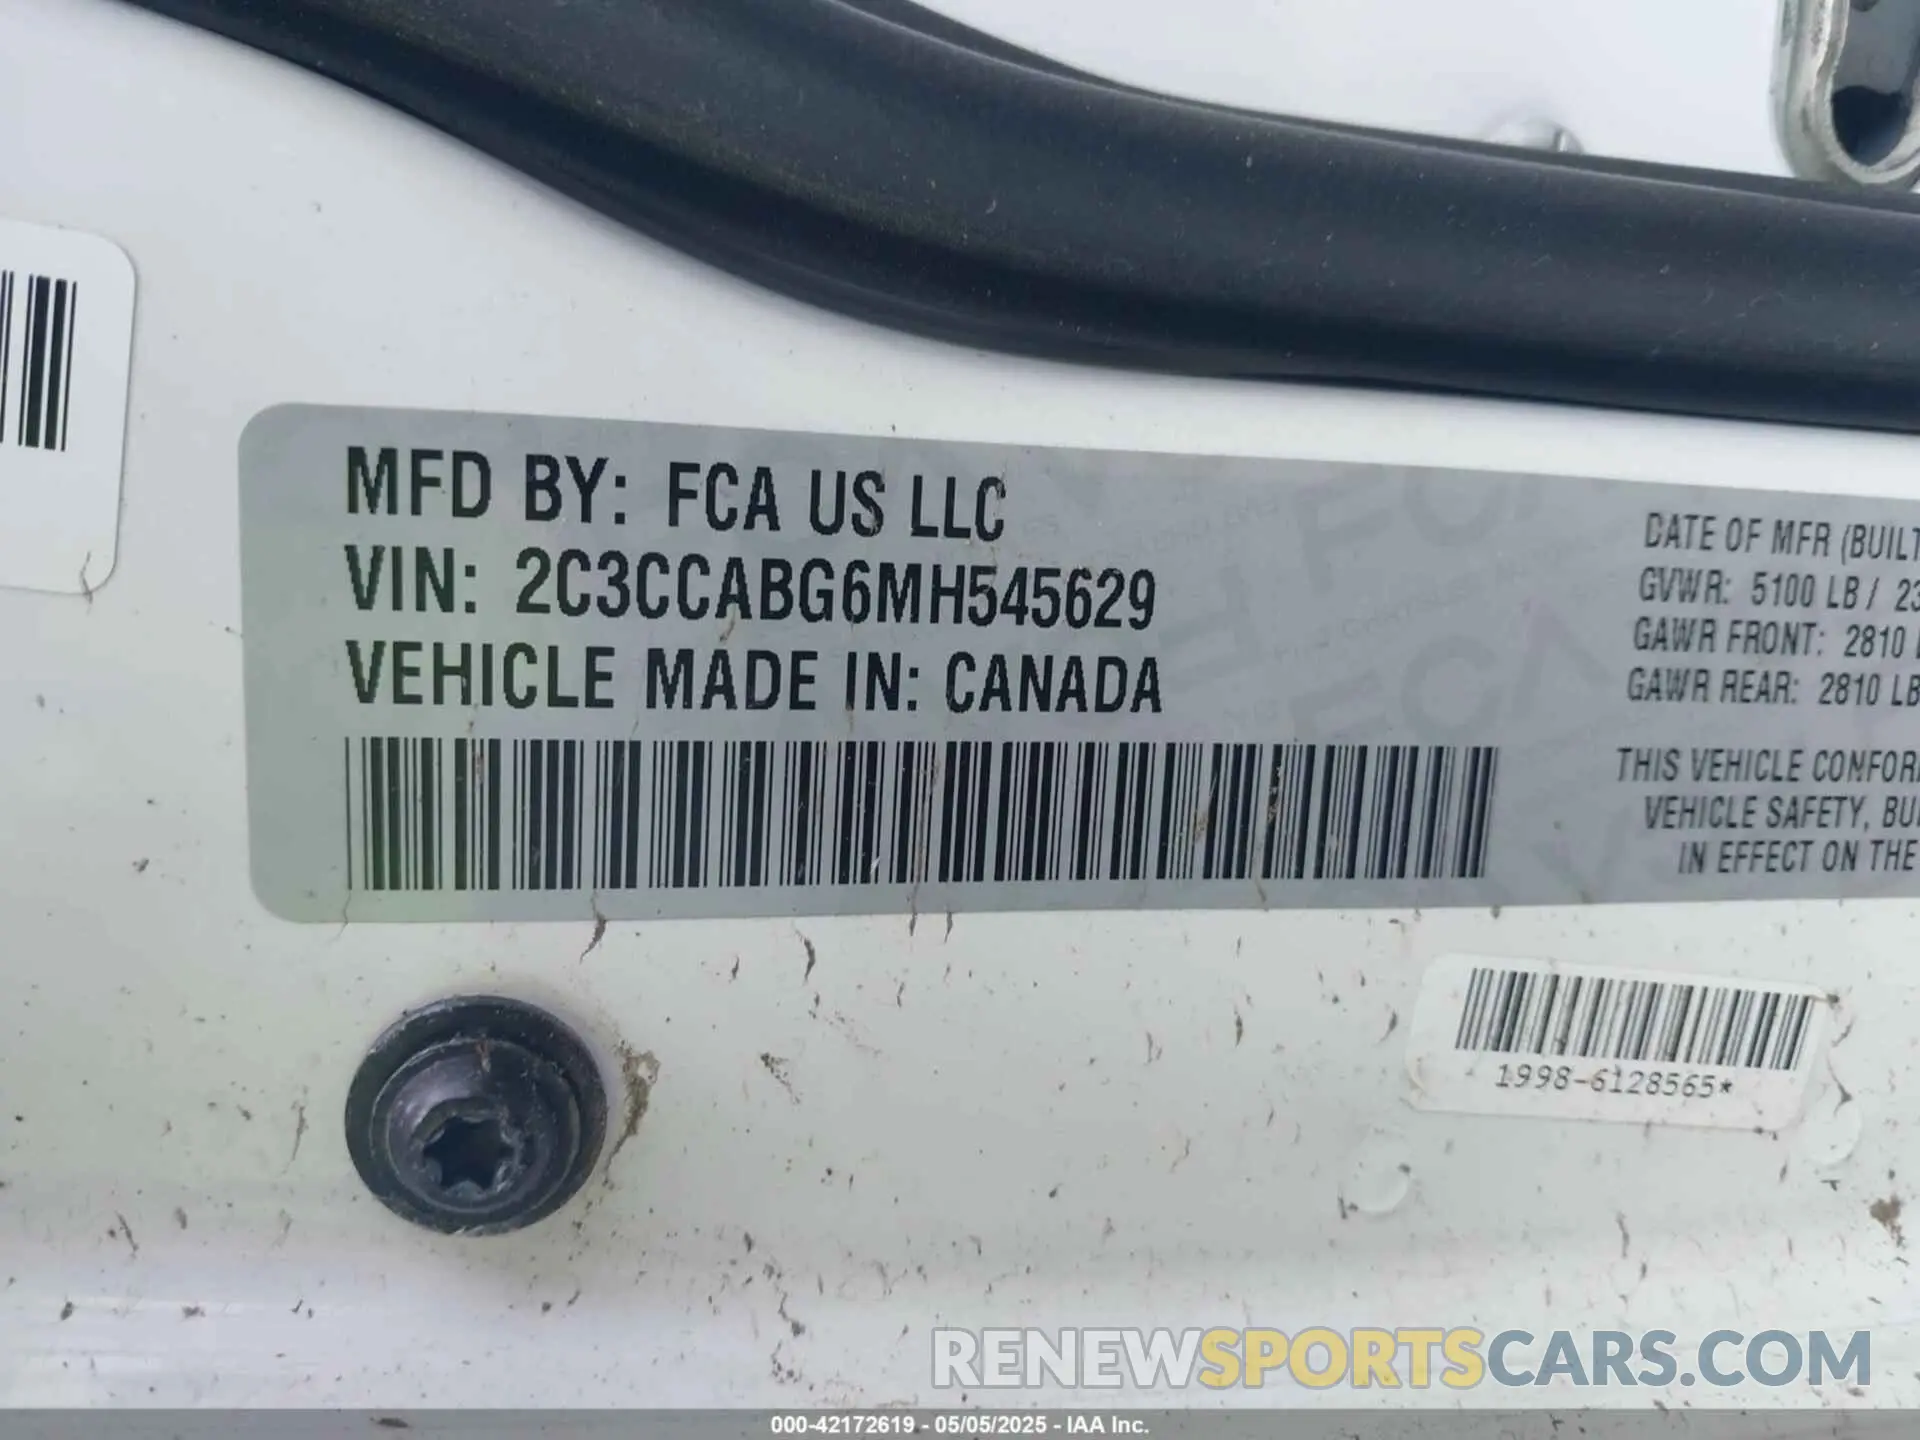 MFD BY: FCA US LLC
VIN: 2C3CCABG6MH545629
VEHICLE MADE IN: CANADA
DATE OF MFR (BUILT
GVWR: 5100 LB / 23
GAWR FRONT: 2810
GAWR REAR: 2810 LB
THIS VEHICLE CONFOR
VEHICLE SAFETY, BU
IN EFFECT ON THE
1998-6128565*
RENEWSPORTSCARS.COM
000-42172619 - 05/05/2025 - IAA Inc.